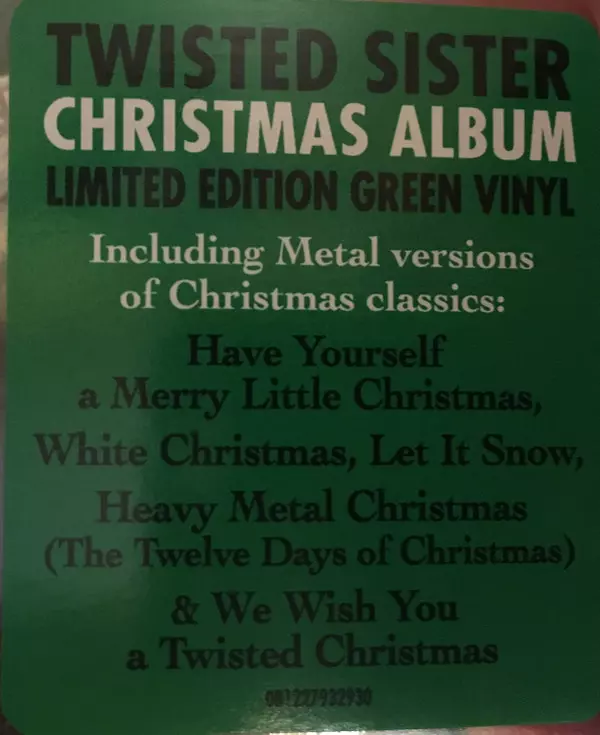 TWISTED SISTER
CHRISTMAS ALBUM
LIMITED EDITION GREEN VINYL
Including Metal versions
of Christmas classics:
Have Yourself
a Merry Little Christmas,
White Christmas, Let It Snow,
Heavy Metal Christmas
(The Twelve Days of Christmas)
& We Wish You
a Twisted Christmas
081227932930